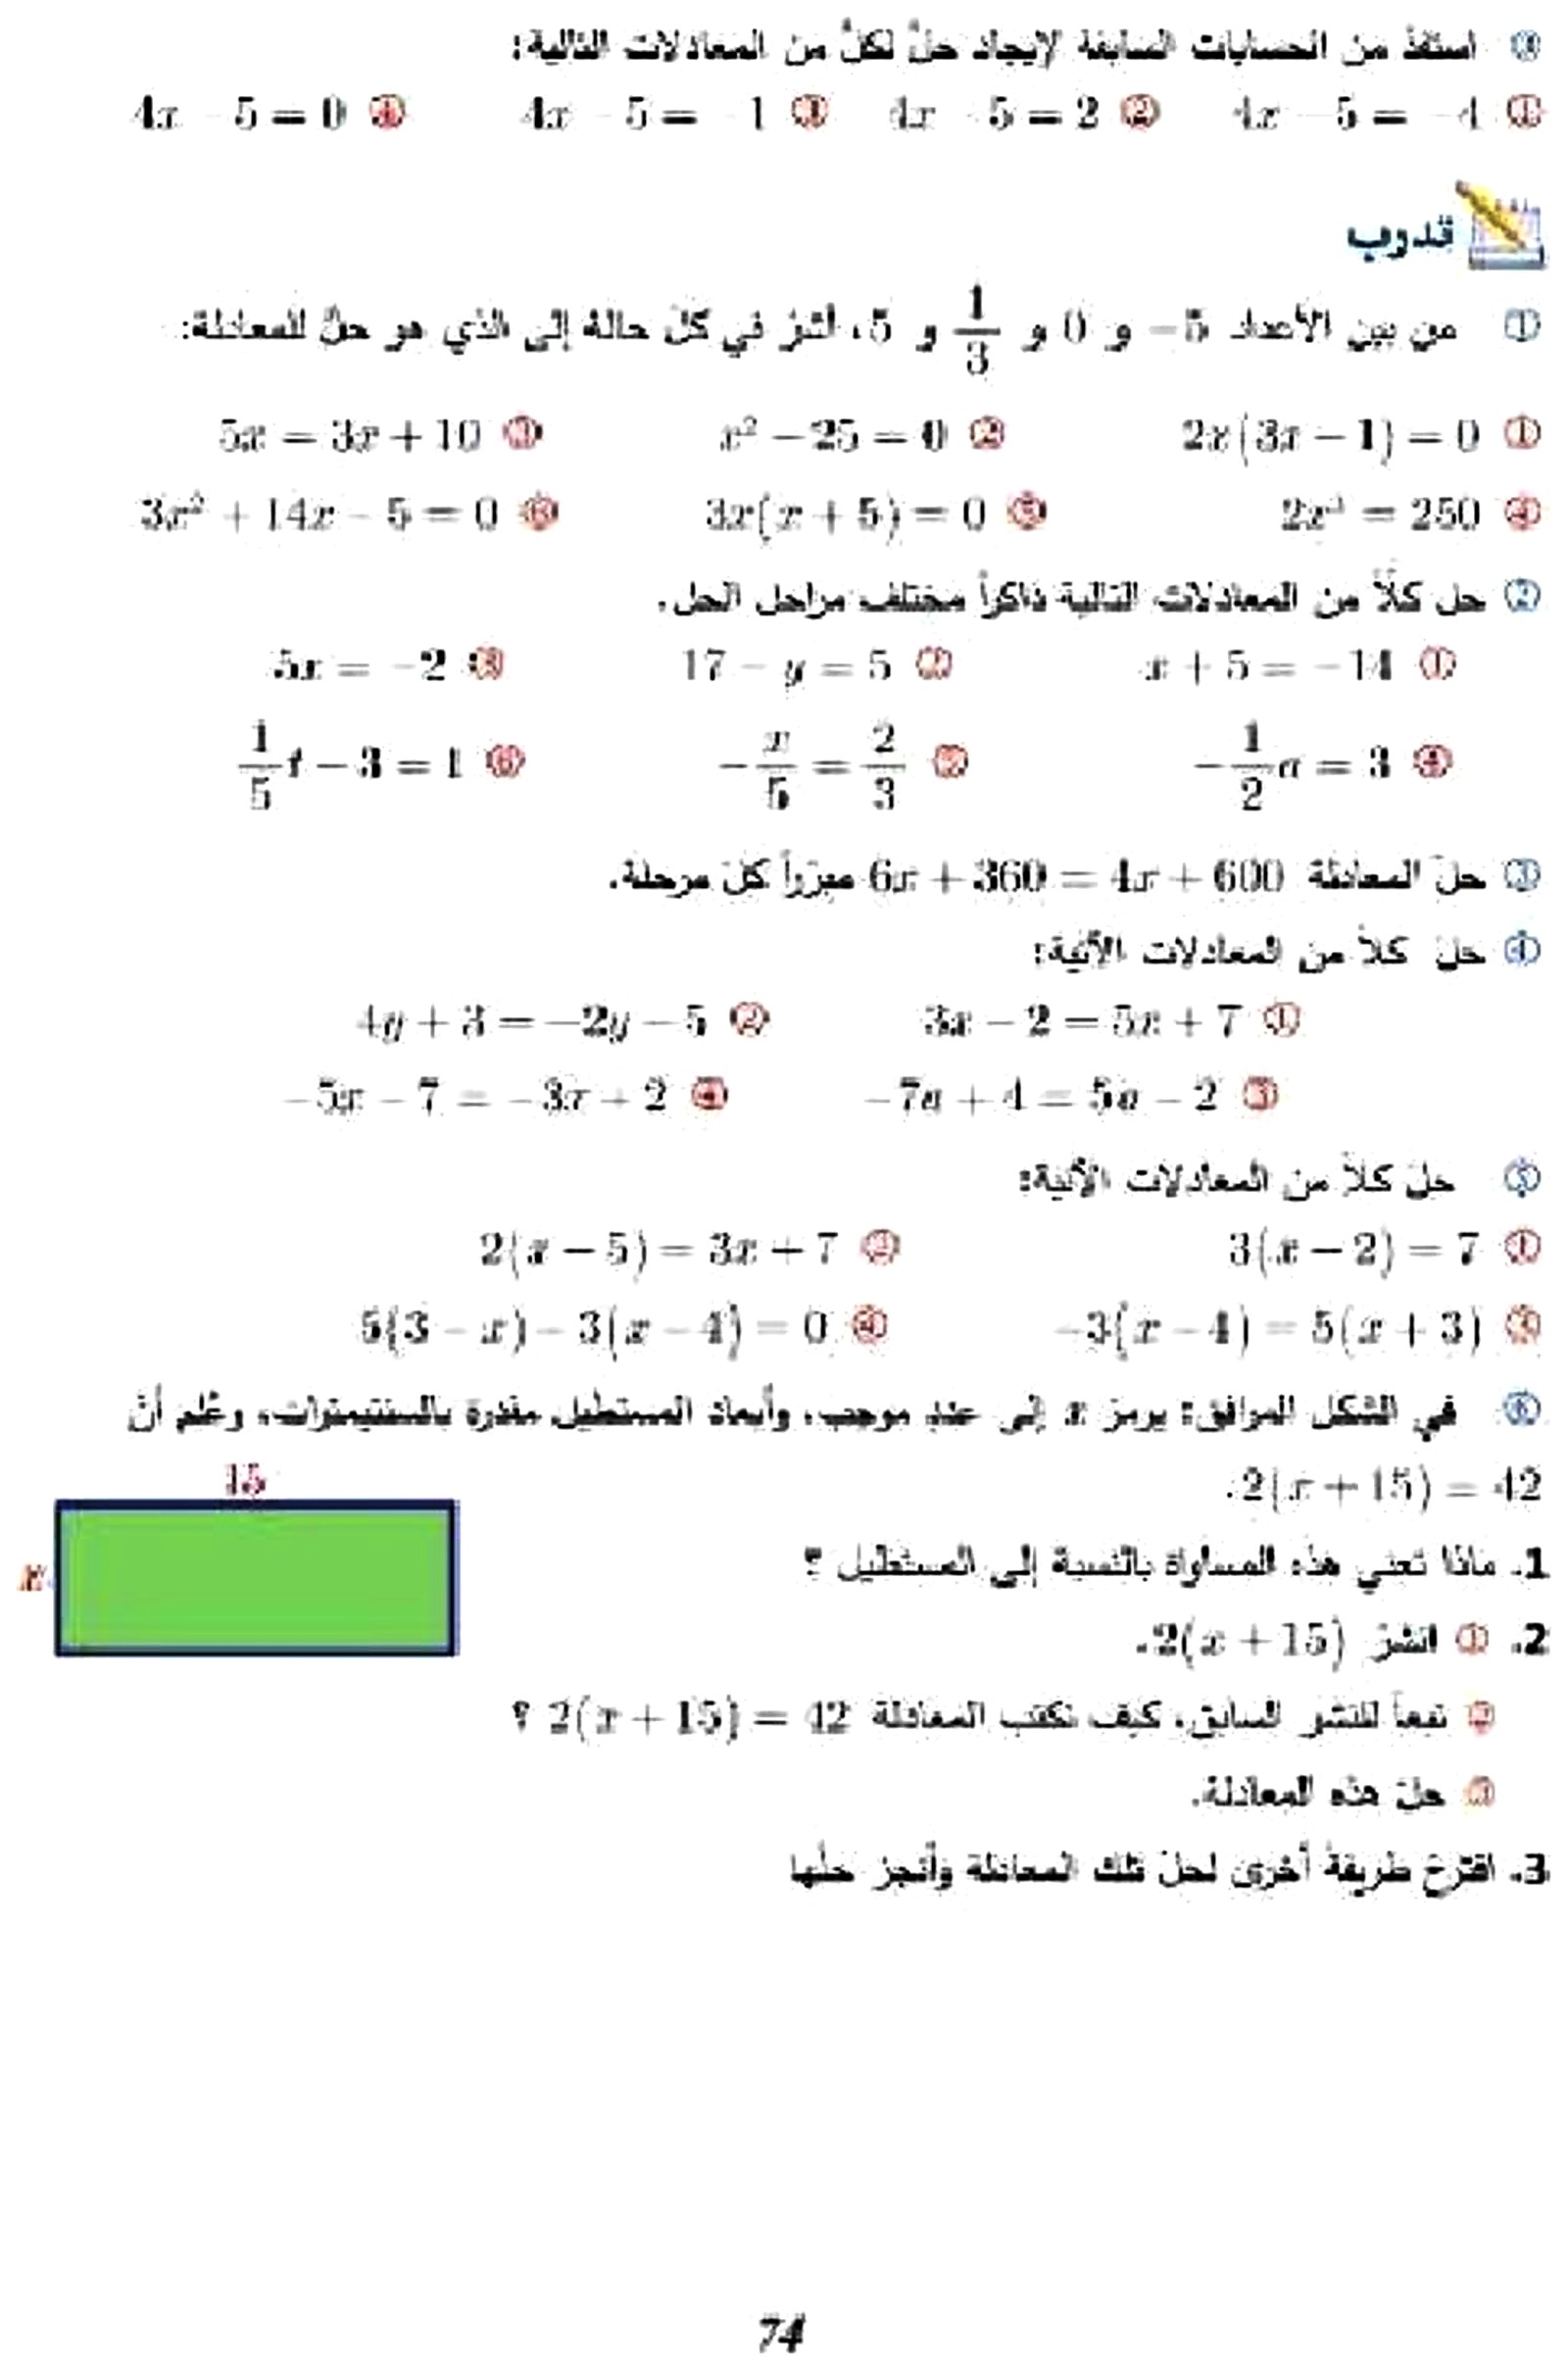 ③ استفد من الحسابات السابقة لإيجاد حلٌّ لكلٍّ من المعادلات التالية:
① 4x − 5 = −4 ② 4x − 5 = 2 ③ 4x − 5 = −1 ④ 4x − 5 = 0
تدرب
① من بين الأعداد −5 و 0 و 1/3 و 5، أشرْ في كل حالة إلى الذي هو حلٌّ للمعادلة:
① 2x(3x − 1) = 0 ② x² − 25 = 0 ③ 5x = 3x + 10
④ 2x³ = 250 ⑤ 3x(x + 5) = 0 ⑥ 3x² + 14x − 5 = 0
② حل كلّاً من المعادلات التالية ذاكراً مختلف مراحل الحل.
① x + 5 = −14 ② 17 − y = 5 ③ 5x = −2
④ −1/2 a = 3 ⑤ −x/5 = 2/3 ⑥ 1/5 t − 3 = 1
③ حلّ المعادلة 6x + 360 = 4x + 600 مبرّراً كلّ مرحلة.
④ حلّ كلاً من المعادلات الآتية:
① 3x − 2 = 5x + 7 ② 4y + 3 = −2y − 5
③ −7a + 4 = 5a − 2 ④ −5x − 7 = −3x + 2
⑤ حلّ كلاً من المعادلات الآتية:
① 3(x − 2) = 7 ② 2(x − 5) = 3x + 7
③ −3(x − 4) = 5(x + 3) ④ 5(3 − x) − 3(x − 4) = 0
⑥ في الشكل المرافق: يرمز x إلى عدد موجب، وأبعاد المستطيل مقدرة بالسنتيمترات، وعُلم أنّ
2(x + 15) = 42.
15
x
1. ماذا تعني هذه المساواة بالنسبة إلى المستطيل ؟
2. ① انشرْ 2(x + 15).
② تبعاً للنشر السابق، كيف تكتب المعادلة 2(x + 15) = 42 ؟
③ حلّ هذه المعادلة.
3. اقترحْ طريقةً أخرى لحلّ تلك المعادلة وأنجز حلّها
74